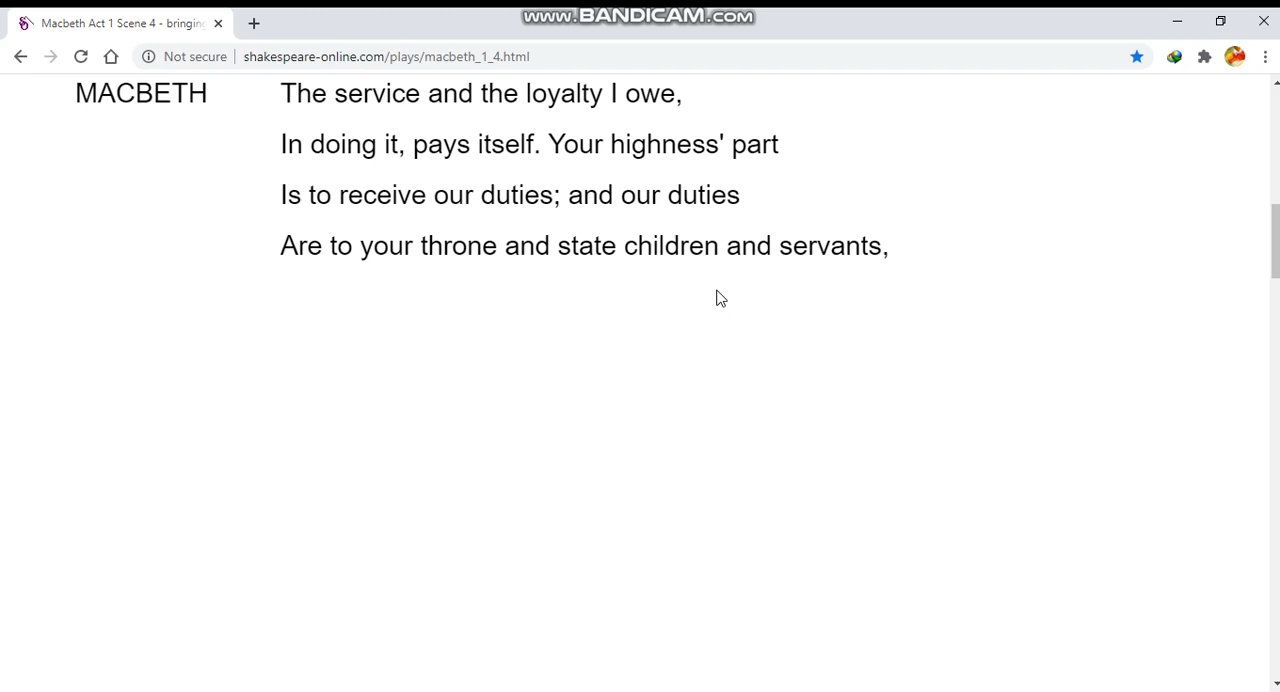 www.BANDICAM.com
Macbeth Act 1 Scene 4 - bringing
Not secure
shakespeare-online.com/plays/macbeth_1_4.html
MACBETH The service and the loyalty I owe,
In doing it, pays itself. Your highness' part
Is to receive our duties; and our duties
Are to your throne and state children and servants,